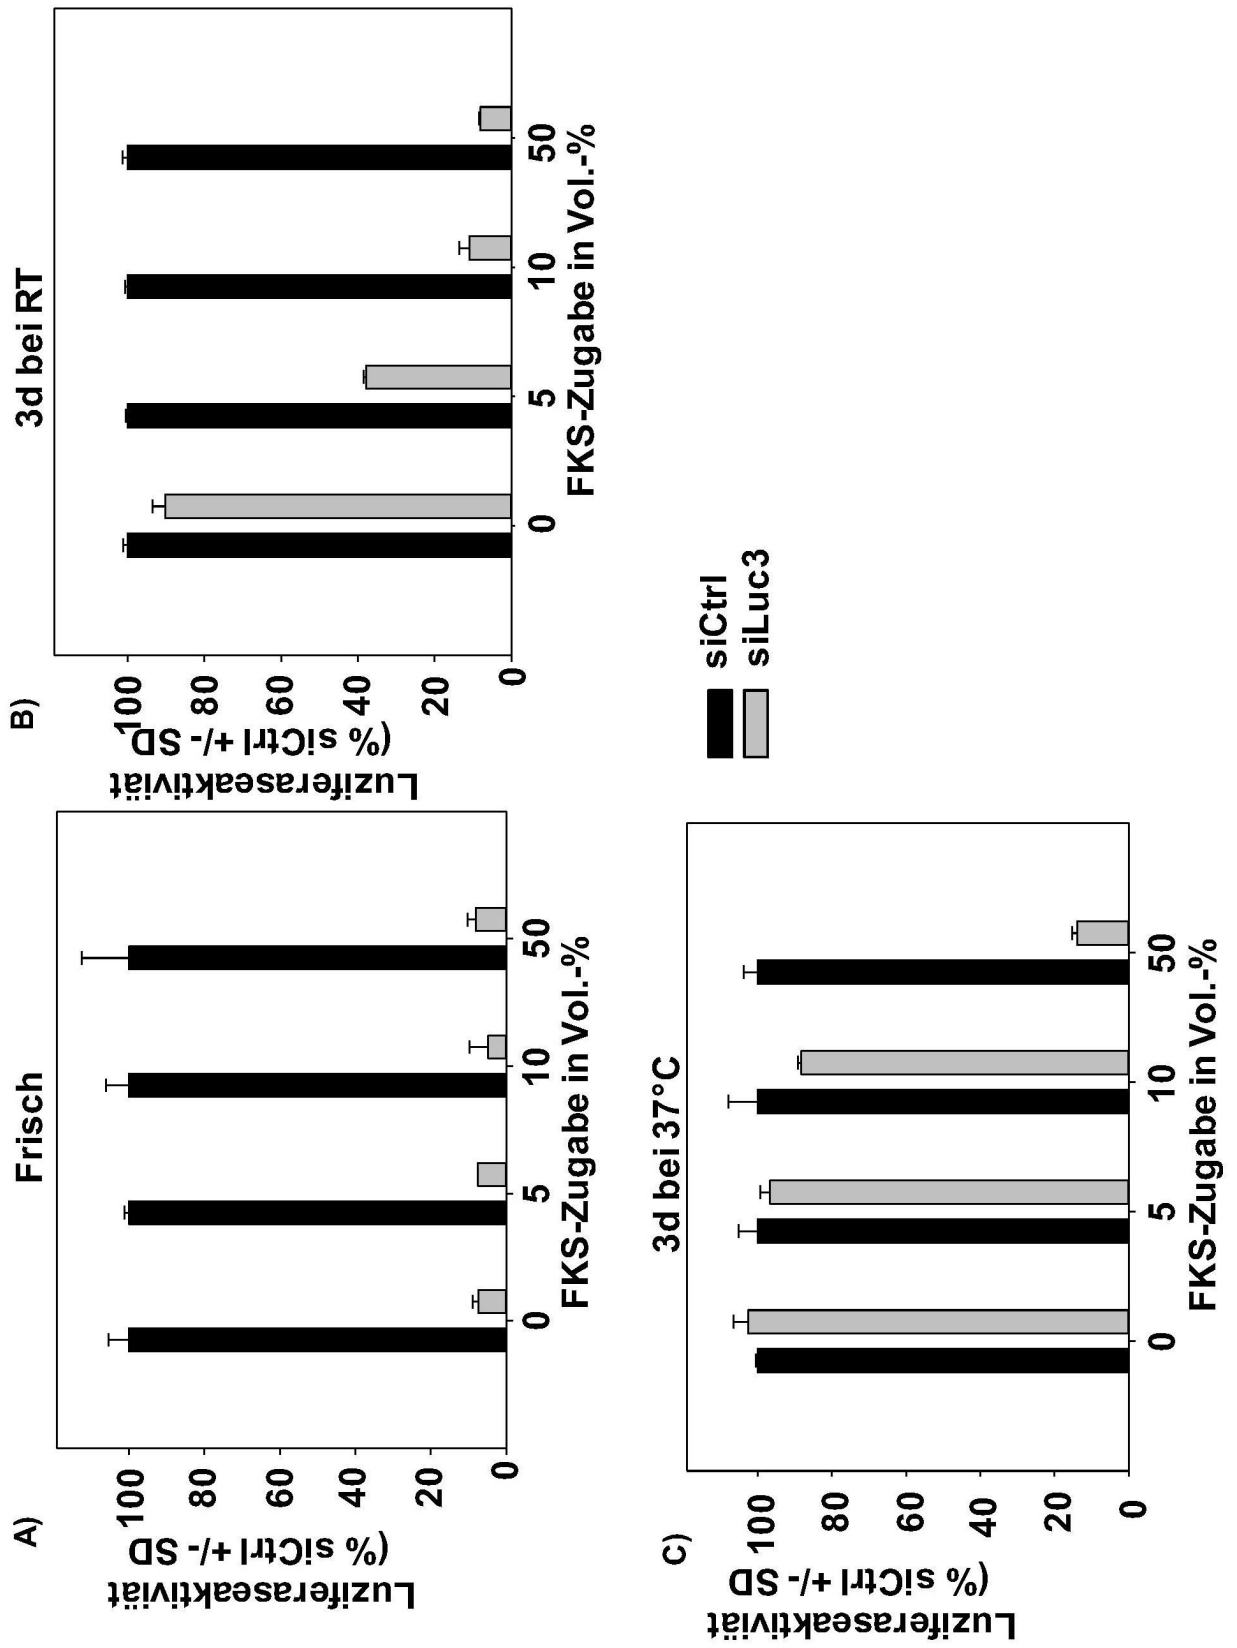 A)
Frisch
Luziferaseaktiviät
(% siCtrl +/- SD
100
80
60
40
20
0
0 5 10 50
FKS-Zugabe in Vol.-%
B)
3d bei RT
Luziferaseaktiviät
(% siCtrl +/- SD
100
80
60
40
20
0
0 5 10 50
FKS-Zugabe in Vol.-%
C)
3d bei 37°C
Luziferaseaktiviät
(% siCtrl +/- SD
100
80
60
40
20
0
0 5 10 50
FKS-Zugabe in Vol.-%
siCtrl
siLuc3